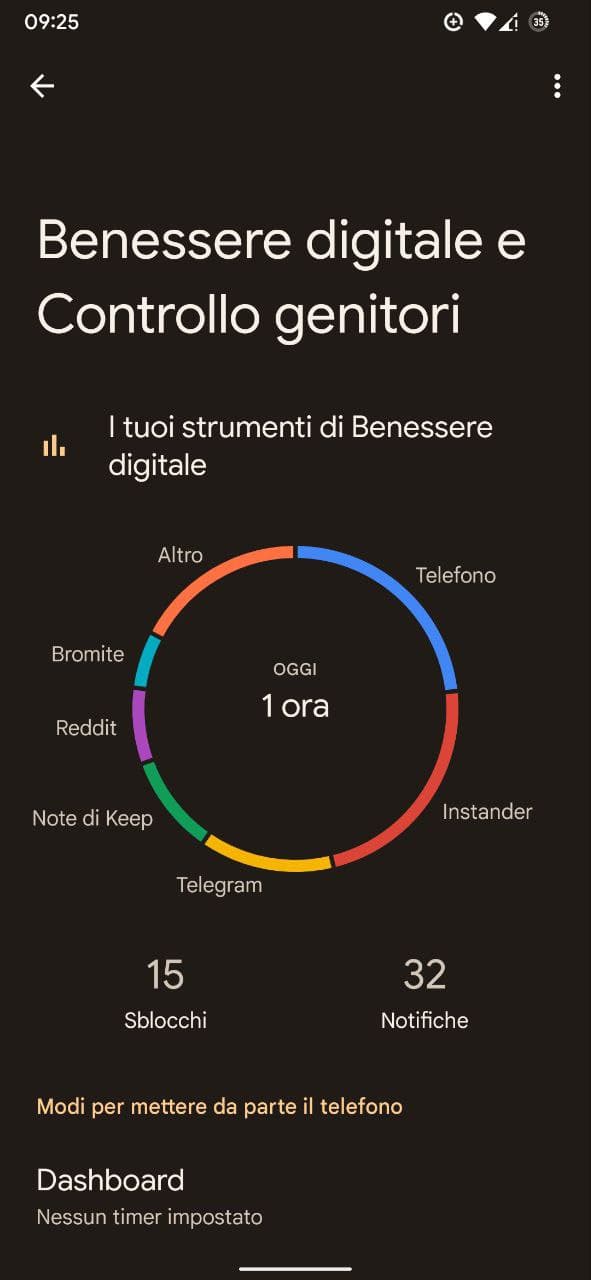 09:25
35
Benessere digitale e
Controllo genitori
I tuoi strumenti di Benessere
digitale
Altro
Telefono
Bromite
OGGI
1 ora
Reddit
Instander
Note di Keep
Telegram
15
32
Sblocchi
Notifiche
Modi per mettere da parte il telefono
Dashboard
Nessun timer impostato